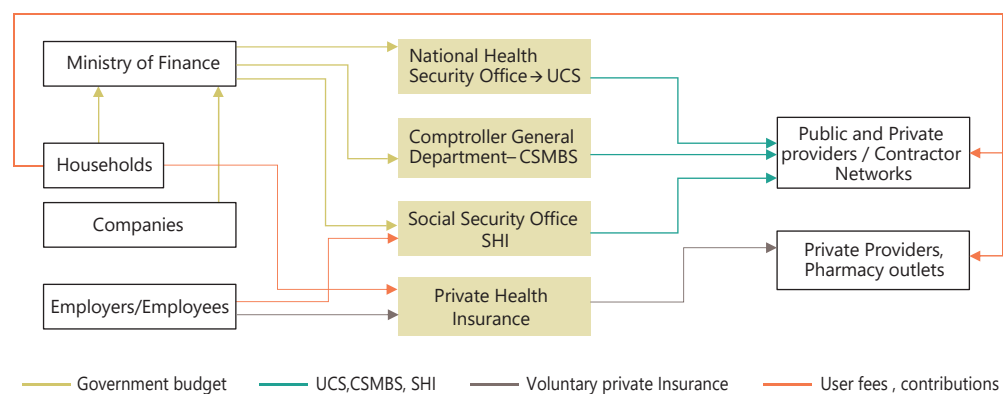 Ministry of Finance
Households
Companies
Employers/Employees
National Health
Security Office → UCS
Comptroller General
Department– CSMBS
Social Security Office
SHI
Private Health
Insurance
Public and Private
providers / Contractor
Networks
Private Providers,
Pharmacy outlets
Government budget
UCS,CSMBS, SHI
Voluntary private Insurance
User fees , contributions